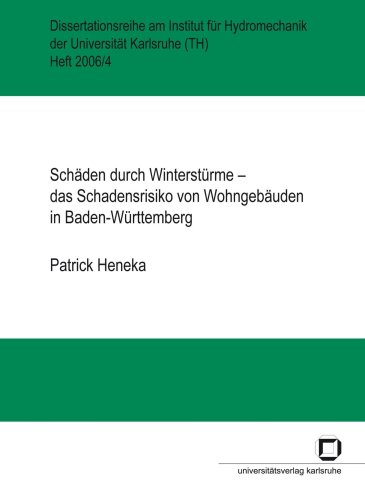 Dissertationsreihe am Institut für Hydromechanik
der Universität Karlsruhe (TH)
Heft 2006/4
Schäden durch Winterstürme –
das Schadensrisiko von Wohngebäuden
in Baden-Württemberg
Patrick Heneka
universitätsverlag karlsruhe